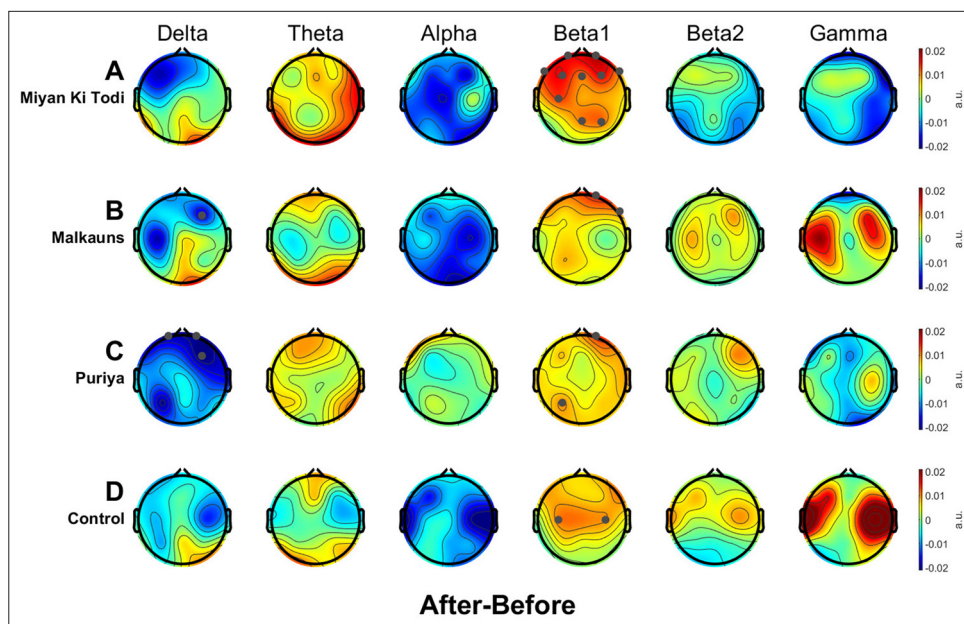 Delta Theta Alpha Beta1 Beta2 Gamma
A
Miyan Ki Todi
0.02
0.01
0
-0.01
-0.02
a.u.
B
Malkauns
0.02
0.01
0
-0.01
-0.02
a.u.
C
Puriya
0.02
0.01
0
-0.01
-0.02
a.u.
D
Control
0.02
0.01
0
-0.01
-0.02
a.u.
After-Before